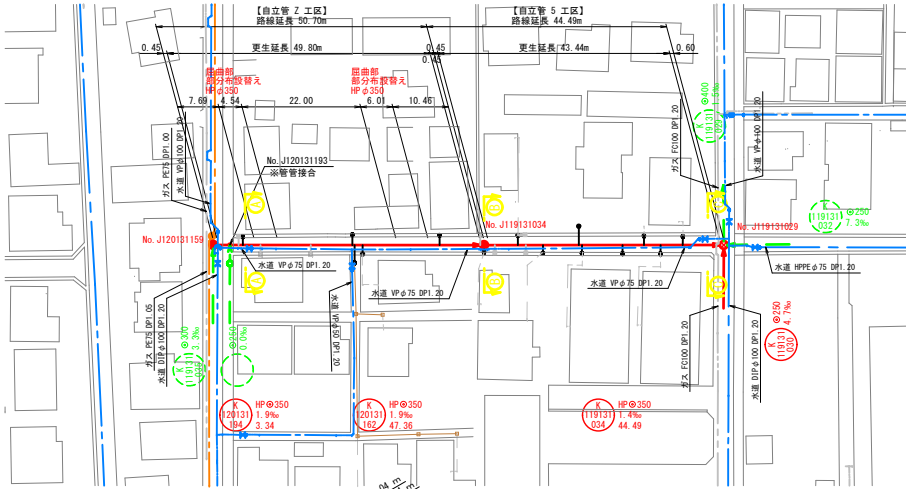 【自立管 Z 工区】
路線延長 50.70m
【自立管 S 工区】
路線延長 44.49m
0.45
更生延長 49.80m
0.45
0.45
更生延長 43.44m
0.60
屈曲部
部分布設替え
HPφ350
屈曲部
部分布設替え
HPφ350
7.69
4.54
22.00
6.01
10.46
ガス PE75 DP1.00
水道 VPφ100 DP1.20
No. J120131193
※管管接合
ガス FC100 DP1.20
水道 VPφ100 DP1.20
K
119131
◎400
No. J120131159
No. J119131034
No. J119131029
119131
032
◎250
7.3‰
水道 VPφ75 DP1.20
水道 VPφ75 DP1.20
水道 VPφ75 DP1.20
水道 HPPEφ75 DP1.20
ガス PE75 DP1.05
水道 DIPφ100 DP1.20
水道 VPφ50 DP1.20
ガス FC100 DP1.20
水道 DIPφ100 DP1.20
K
119131
◎300
3.3‰
◎250
0.0‰
K
119131
030
◎250
4.7‰
K
120131
194
HP◎350
1.9‰
3.34
K
120131
162
HP◎350
1.9‰
47.36
K
119131
034
HP◎350
1.4‰
44.49